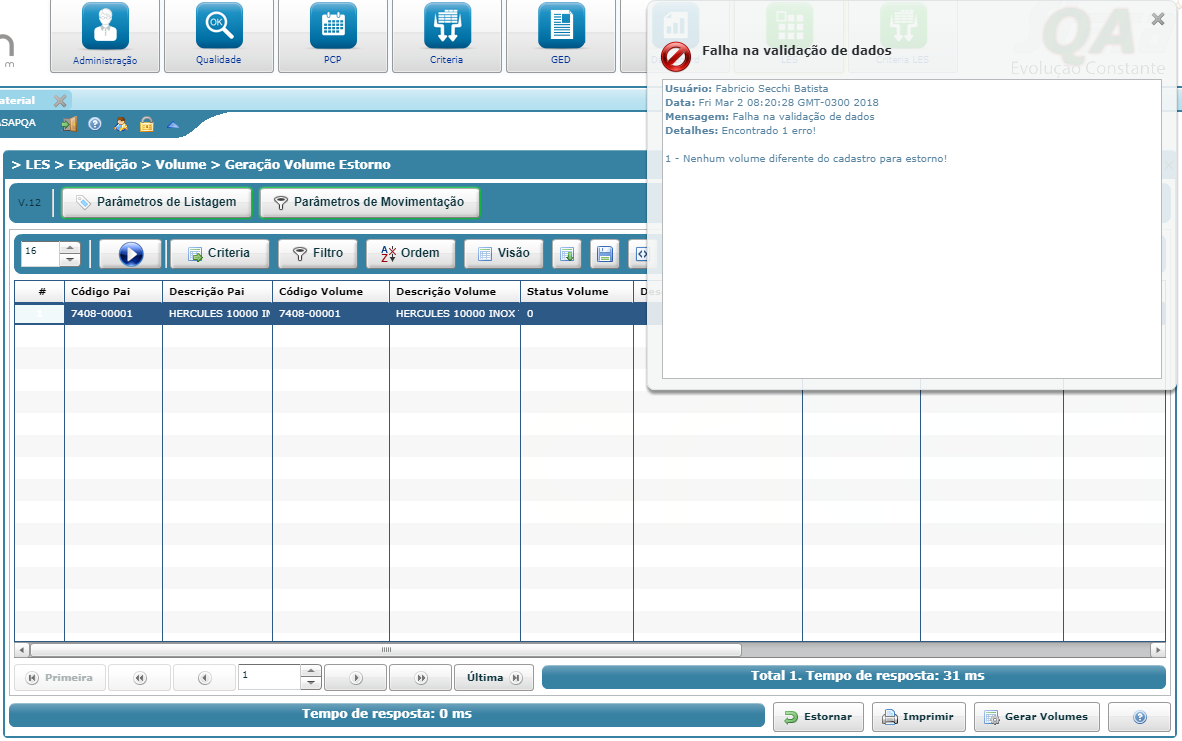 n
m
Administração
Qualidade
PCP
Criteria
GED
LES
Criteria LES
QA
Evolução Constante
Falha na validação de dados
Usuário: Fabricio Secchi Batista
Data: Fri Mar 2 08:20:28 GMT-0300 2018
Mensagem: Falha na validação de dados
Detalhes: Encontrado 1 erro!
1 - Nenhum volume diferente do cadastro para estorno!
aterial
SAPQA
> LES > Expedição > Volume > Geração Volume Estorno
V.12
Parâmetros de Listagem
Parâmetros de Movimentação
16
Criteria
Filtro
Ordem
Visão
# Código Pai Descrição Pai Código Volume Descrição Volume Status Volume
1 7408-00001 HERCULES 10000 IN 7408-00001 HERCULES 10000 INOX 0
Primeira
1
Última
Total 1. Tempo de resposta: 31 ms
Tempo de resposta: 0 ms
Estornar
Imprimir
Gerar Volumes